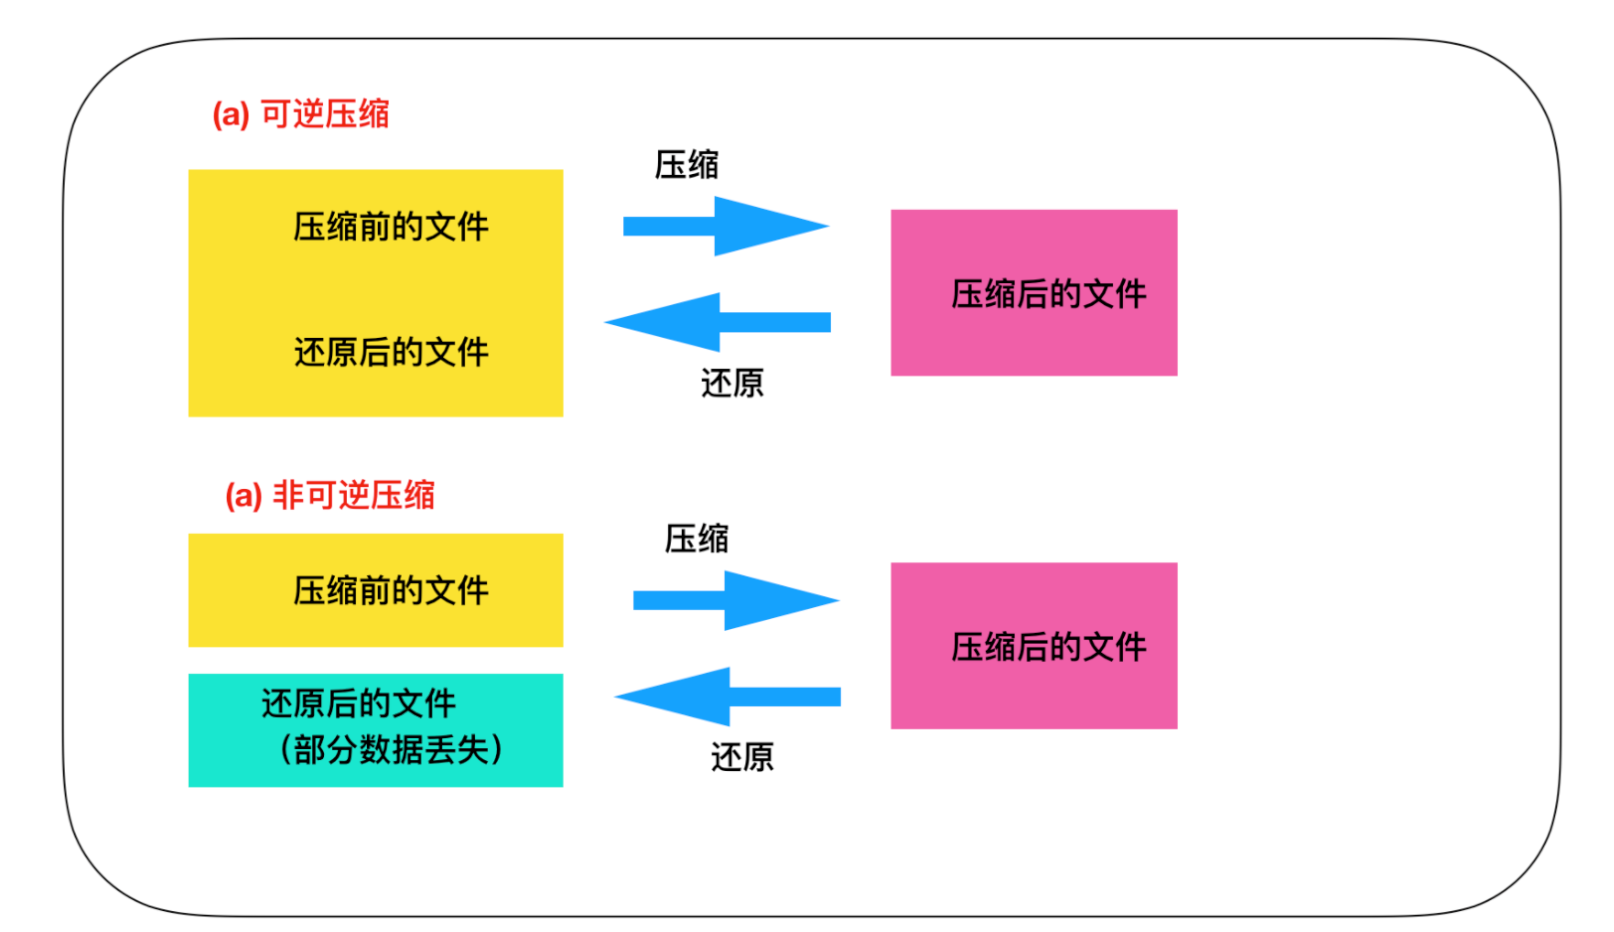 (a) 可逆压缩
压缩
压缩前的文件
压缩后的文件
还原后的文件
还原
(a) 非可逆压缩
压缩
压缩前的文件
压缩后的文件
还原后的文件
（部分数据丢失）
还原